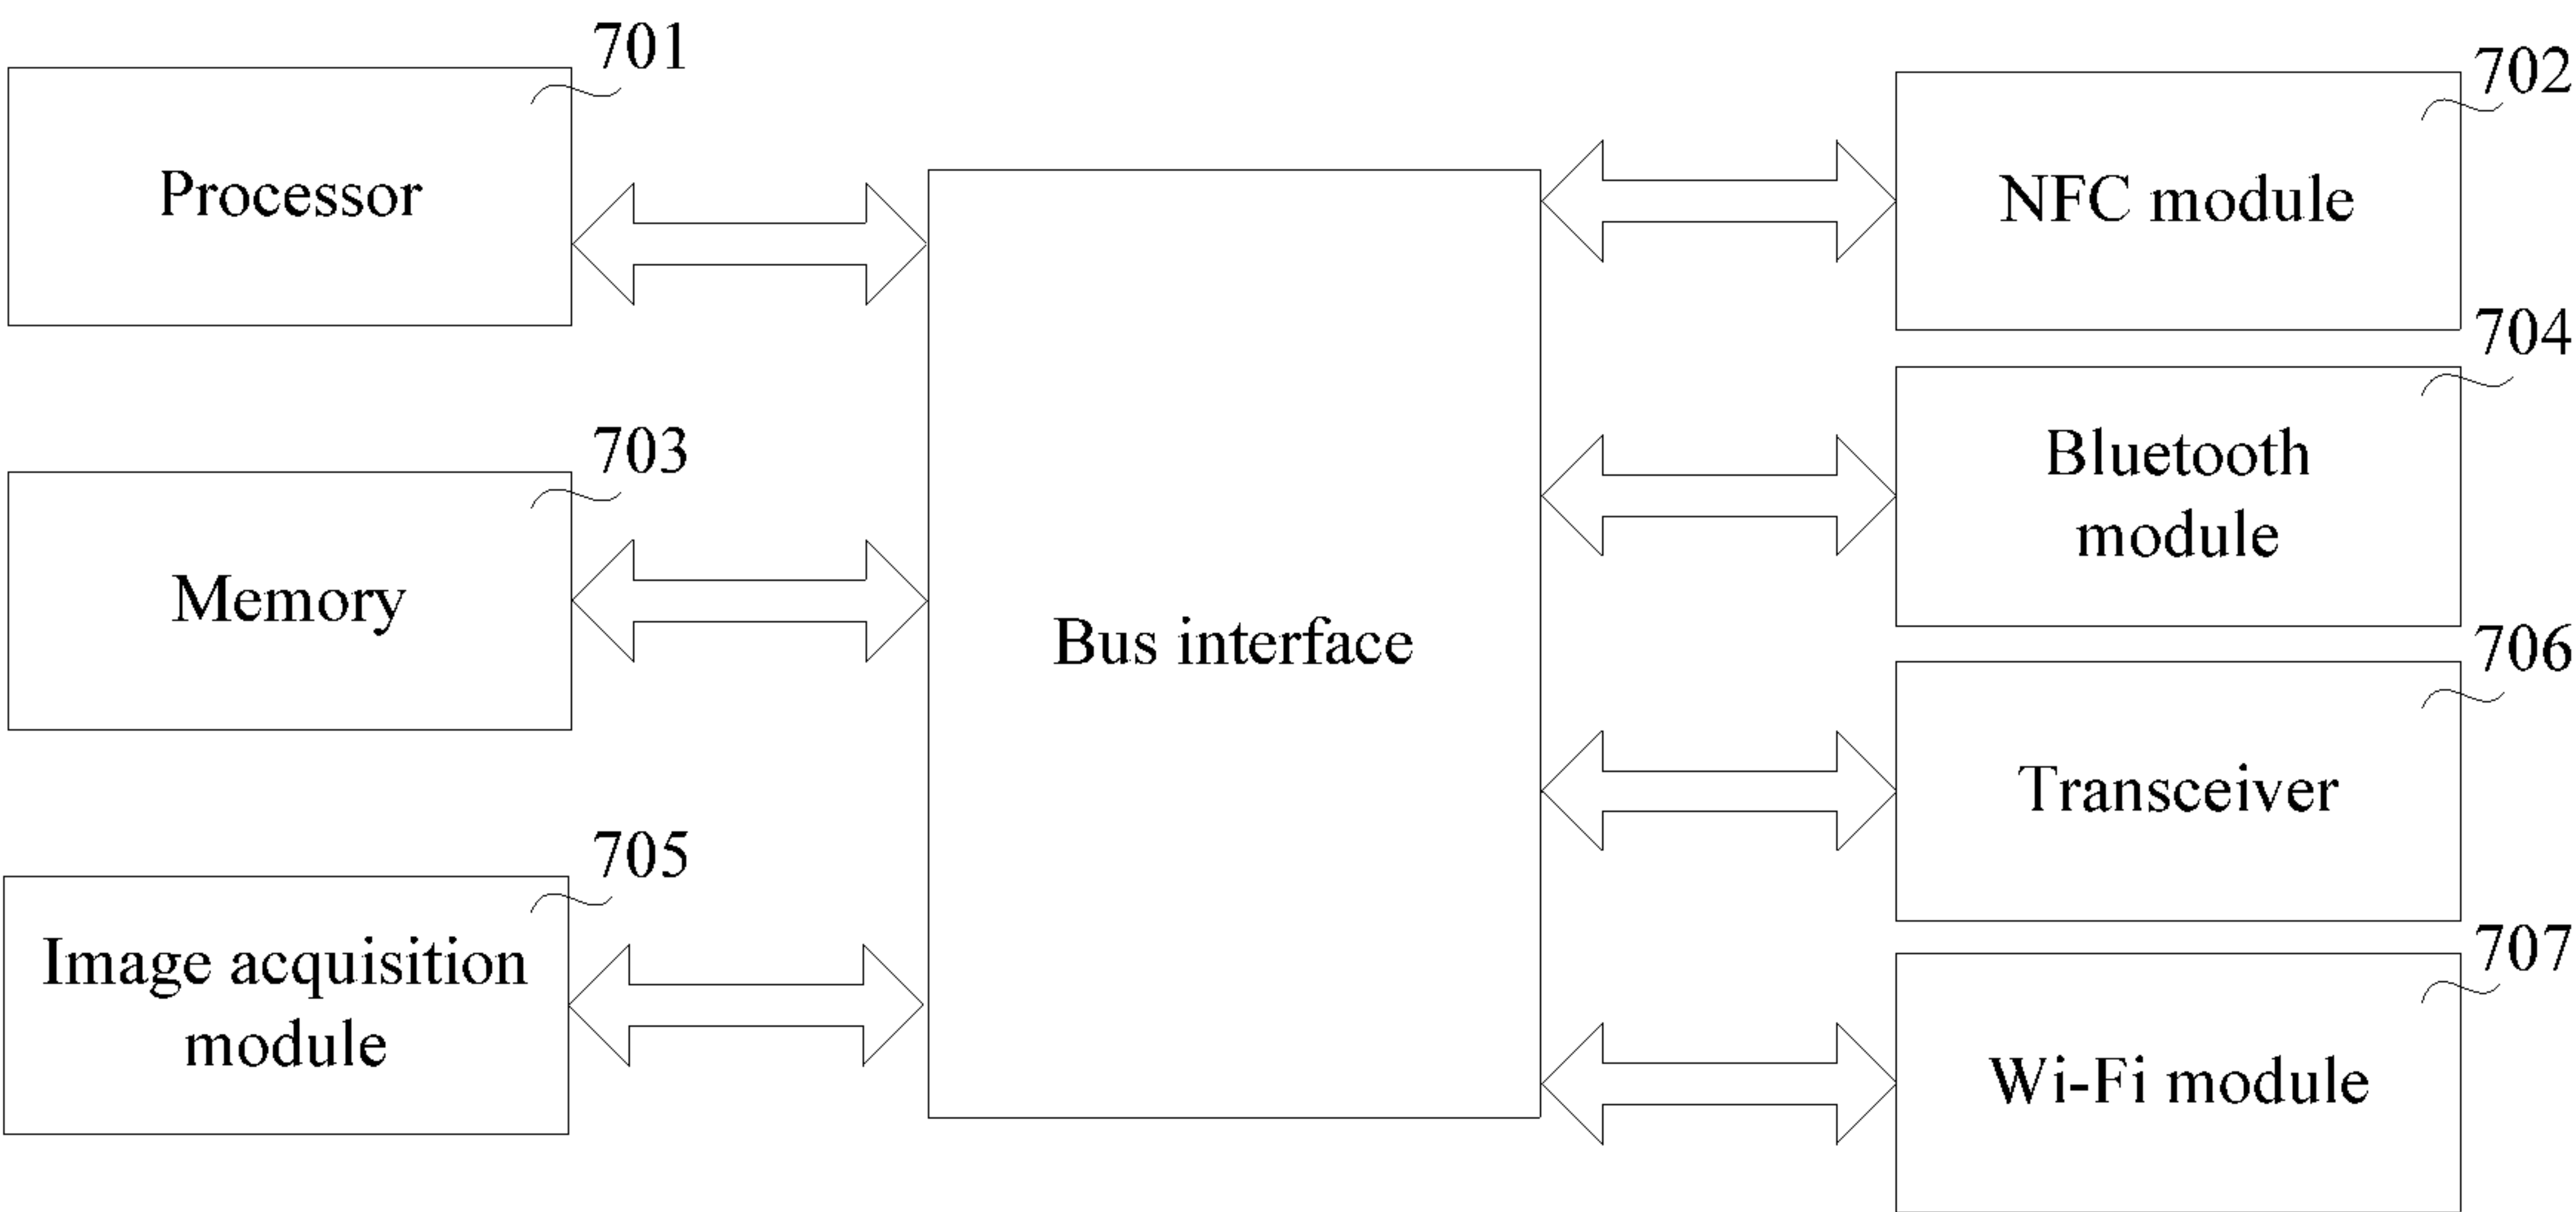 701
Processor
703
Memory
705
Image acquisition
module
Bus interface
702
NFC module
704
Bluetooth
module
706
Transceiver
707
Wi-Fi module